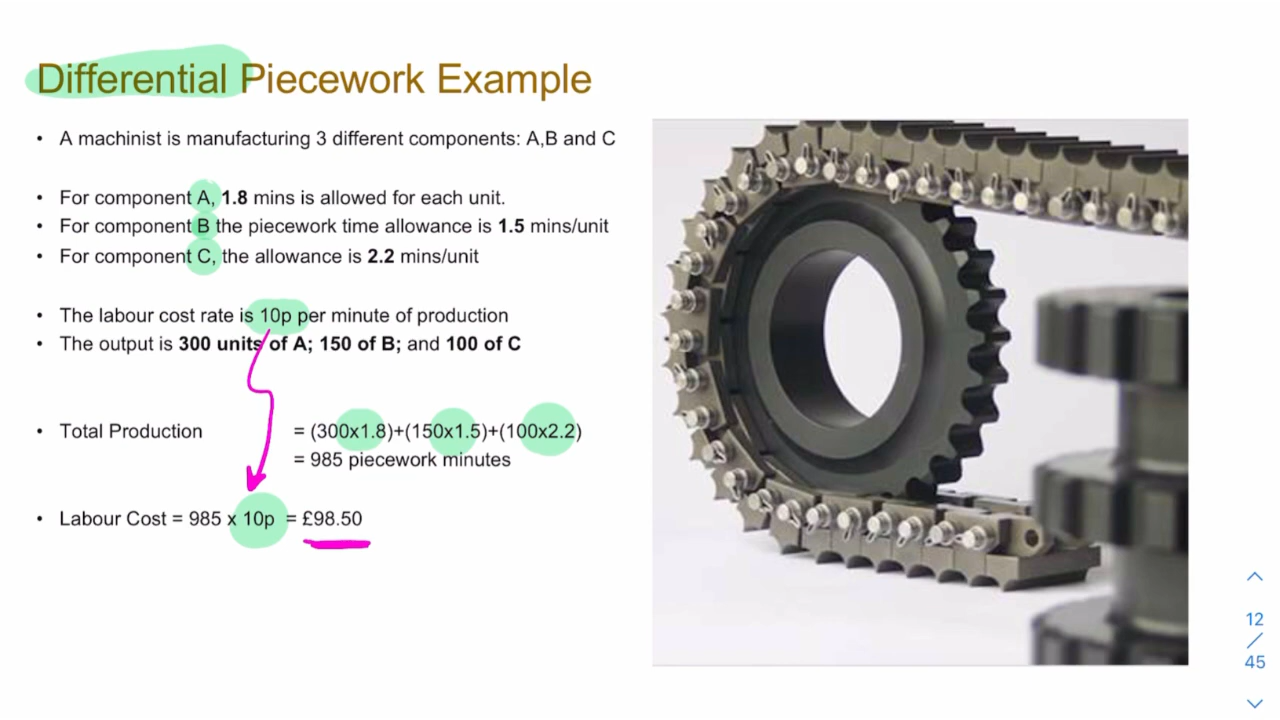 Differential Piecework Example
• A machinist is manufacturing 3 different components: A,B and C
• For component A, 1.8 mins is allowed for each unit.
• For component B the piecework time allowance is 1.5 mins/unit
• For component C, the allowance is 2.2 mins/unit
• The labour cost rate is 10p per minute of production
• The output is 300 units of A; 150 of B; and 100 of C
• Total Production = (300x1.8)+(150x1.5)+(100x2.2)
= 985 piecework minutes
• Labour Cost = 985 x 10p = £98.50
12
/
45